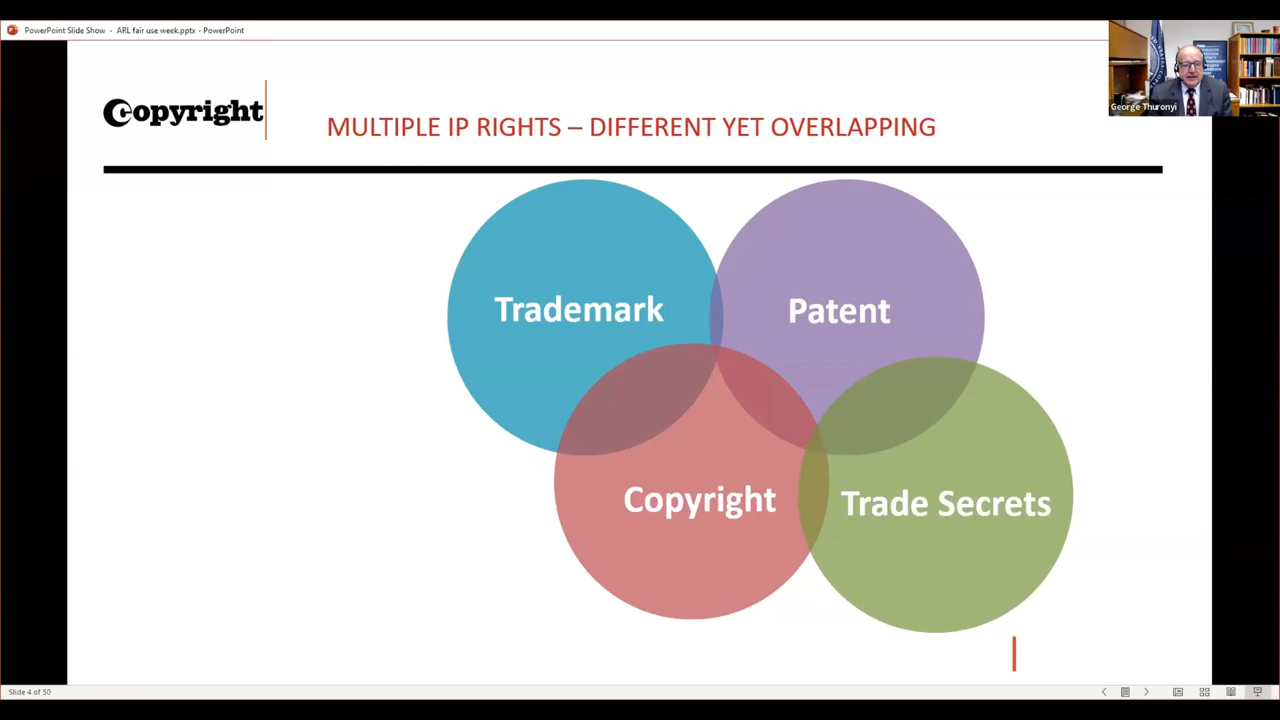 PowerPoint Slide Show - ARL fair use week.pptx - PowerPoint
George Thuronyi
Copyright
MULTIPLE IP RIGHTS – DIFFERENT YET OVERLAPPING
Trademark
Patent
Copyright
Trade Secrets
Slide 4 of 50